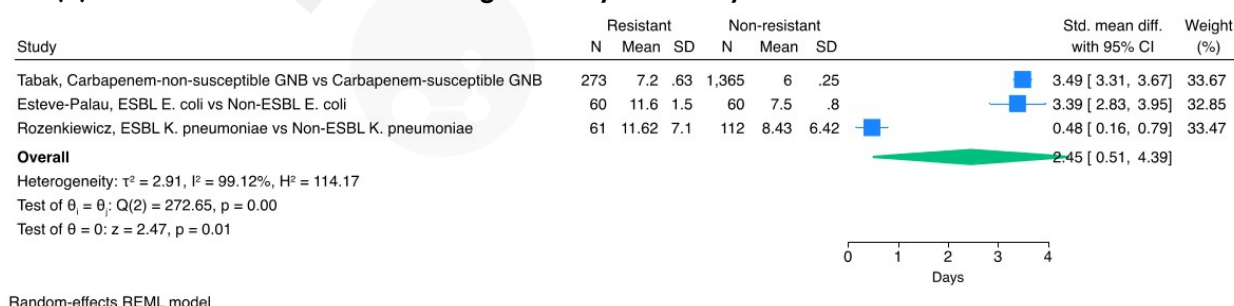 Resistant Non-resistant Std. mean diff. Weight
Study N Mean SD N Mean SD with 95% CI (%)
Tabak, Carbapenem-non-susceptible GNB vs Carbapenem-susceptible GNB 273 7.2 .63 1,365 6 .25 3.49 [ 3.31, 3.67] 33.67
Esteve-Palau, ESBL E. coli vs Non-ESBL E. coli 60 11.6 1.5 60 7.5 .8 3.39 [ 2.83, 3.95] 32.85
Rozenkiewicz, ESBL K. pneumoniae vs Non-ESBL K. pneumoniae 61 11.62 7.1 112 8.43 6.42 0.48 [ 0.16, 0.79] 33.47
Overall 2.45 [ 0.51, 4.39]
Heterogeneity: τ² = 2.91, I² = 99.12%, H² = 114.17
Test of θᵢ = θⱼ: Q(2) = 272.65, p = 0.00
Test of θ = 0: z = 2.47, p = 0.01
0 1 2 3 4
Days
Random-effects REML model